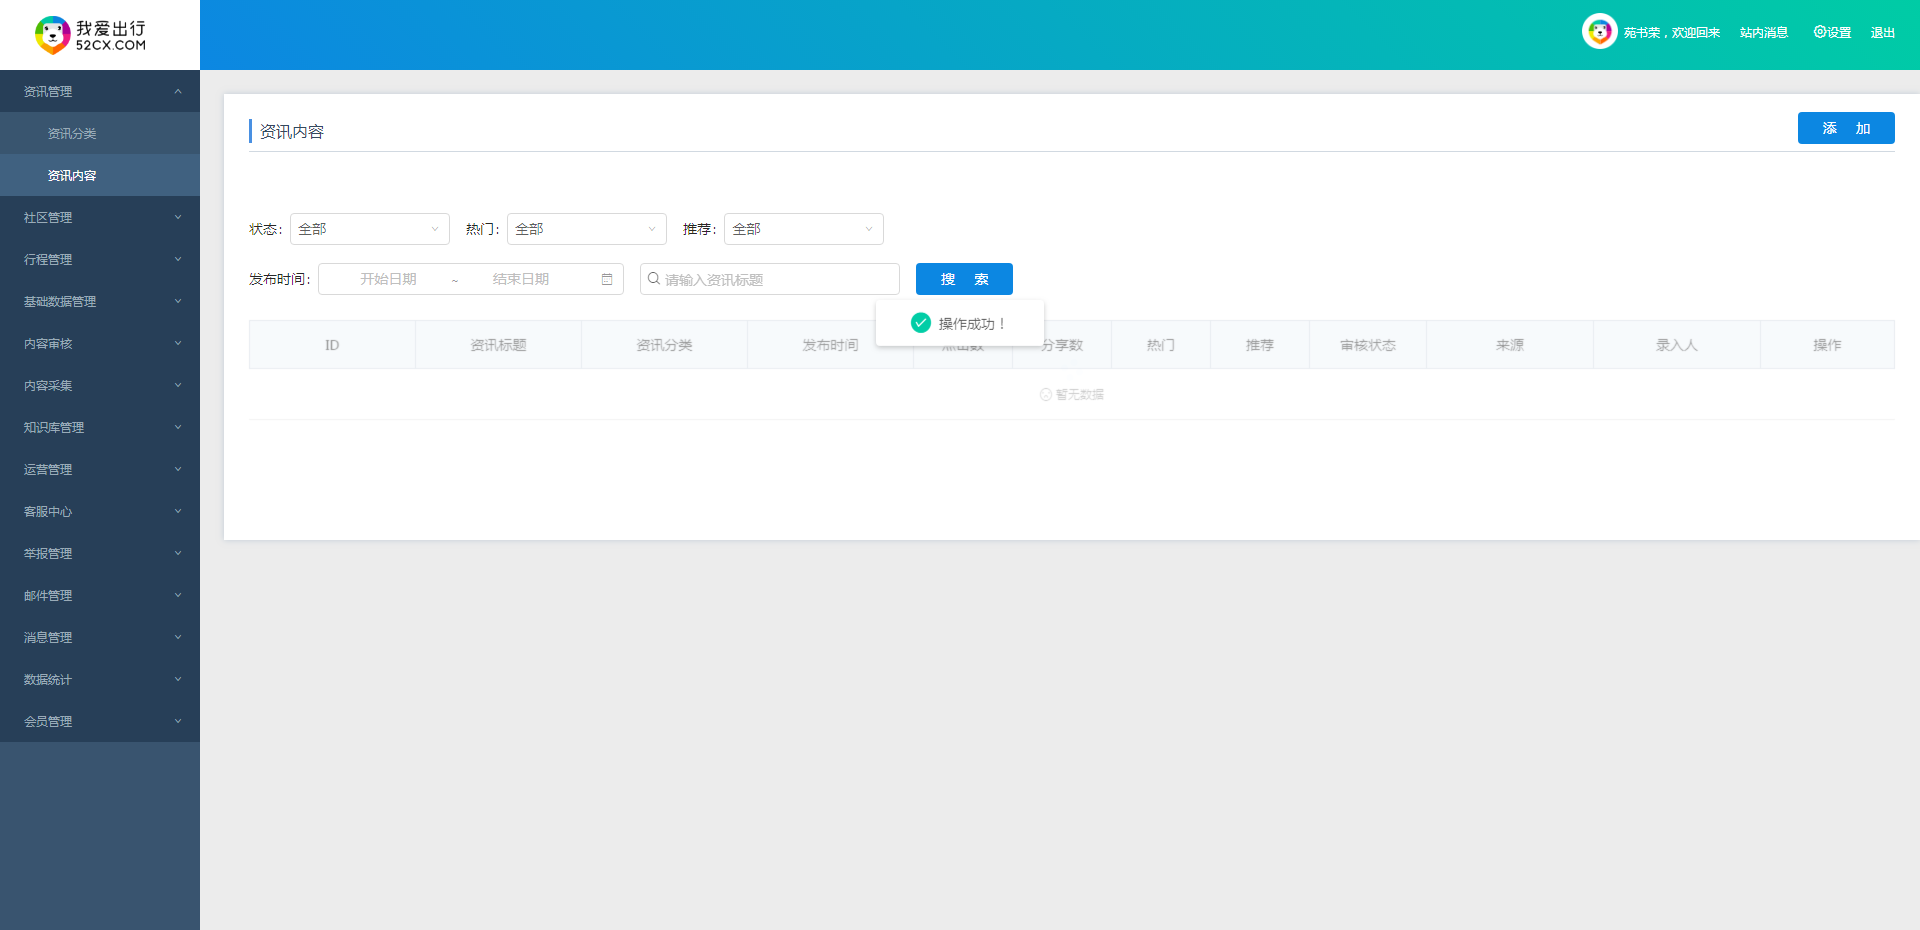 我爱出行
52CX.COM
苑书荣，欢迎回来 站内消息 设置 退出
资讯管理
资讯分类
资讯内容
社区管理
行程管理
基础数据管理
内容审核
内容采集
知识库管理
运营管理
客服中心
举报管理
邮件管理
消息管理
数据统计
会员管理
资讯内容
添 加
状态： 全部 热门： 全部 推荐： 全部
发布时间： 开始日期 ~ 结束日期 请输入资讯标题 搜 索
操作成功！
ID 资讯标题 资讯分类 发布时间 点击数 分享数 热门 推荐 审核状态 来源 录入人 操作
暂无数据